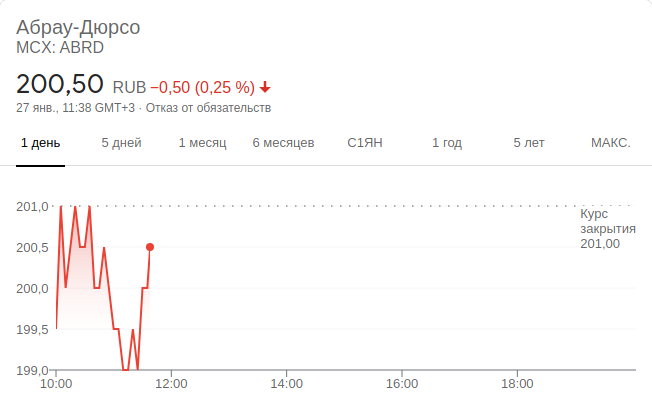 Абрау-Дюрсо
MCX: ABRD
200,50 RUB −0,50 (0,25 %)
27 янв., 11:38 GMT+3 · Отказ от обязательств
1 день 5 дней 1 месяц 6 месяцев С1ЯН 1 год 5 лет МАКС.
201,0
Курс
закрытия
201,00
200,5
200,0
199,5
199,0
10:00 12:00 14:00 16:00 18:00